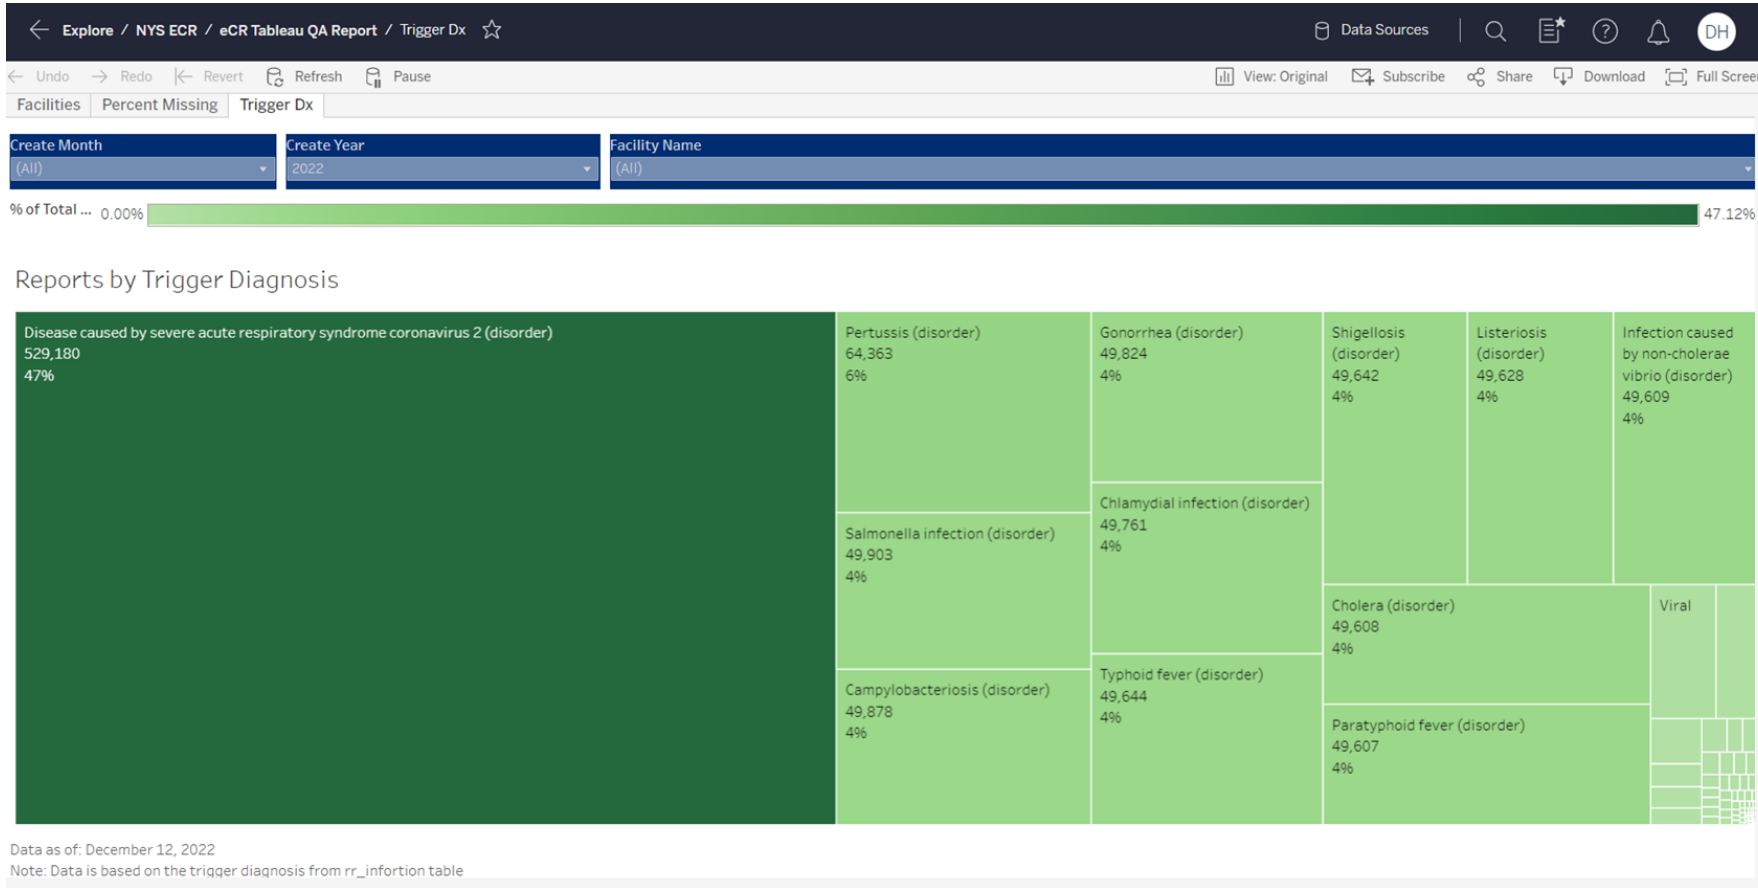 Explore / NYS ECR / eCR Tableau QA Report / Trigger Dx
Data Sources
DH
Undo Redo Revert Refresh Pause
View: Original Subscribe Share Download Full Scree
Facilities Percent Missing Trigger Dx
Create Month
(All)
Create Year
2022
Facility Name
(All)
% of Total ... 0.00% 47.12%
Reports by Trigger Diagnosis
Disease caused by severe acute respiratory syndrome coronavirus 2 (disorder)
529,180
47%
Pertussis (disorder)
64,363
6%
Salmonella infection (disorder)
49,903
4%
Campylobacteriosis (disorder)
49,878
4%
Gonorrhea (disorder)
49,824
4%
Chlamydial infection (disorder)
49,761
4%
Typhoid fever (disorder)
49,644
4%
Shigellosis
(disorder)
49,642
4%
Listeriosis
(disorder)
49,628
4%
Infection caused
by non-cholerae
vibrio (disorder)
49,609
4%
Cholera (disorder)
49,608
4%
Paratyphoid fever (disorder)
49,607
4%
Viral
Data as of: December 12, 2022
Note: Data is based on the trigger diagnosis from rr_infortion table